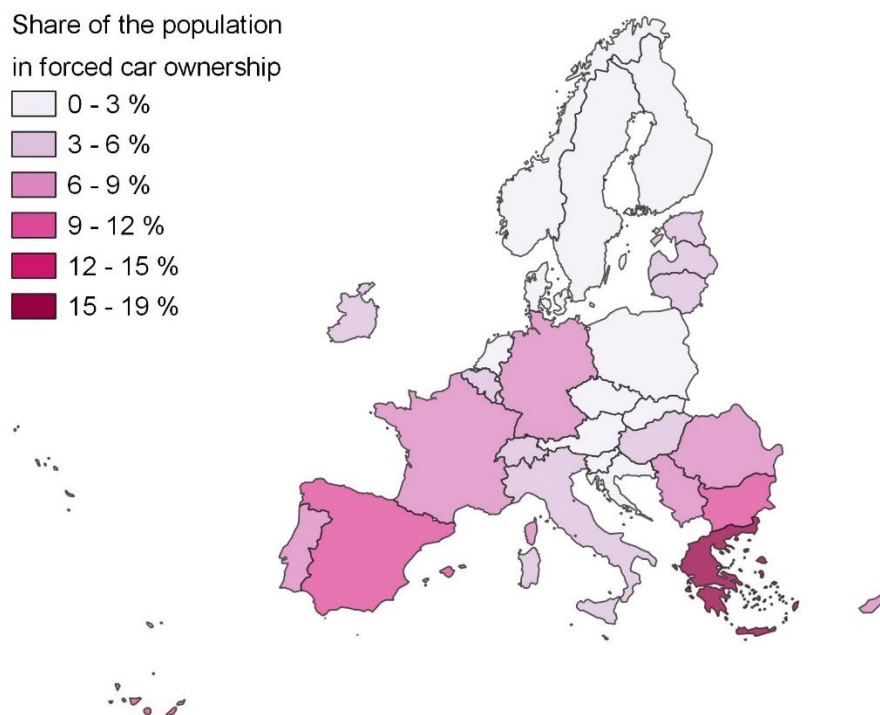 Share of the population
in forced car ownership
0 - 3 %
3 - 6 %
6 - 9 %
9 - 12 %
12 - 15 %
15 - 19 %